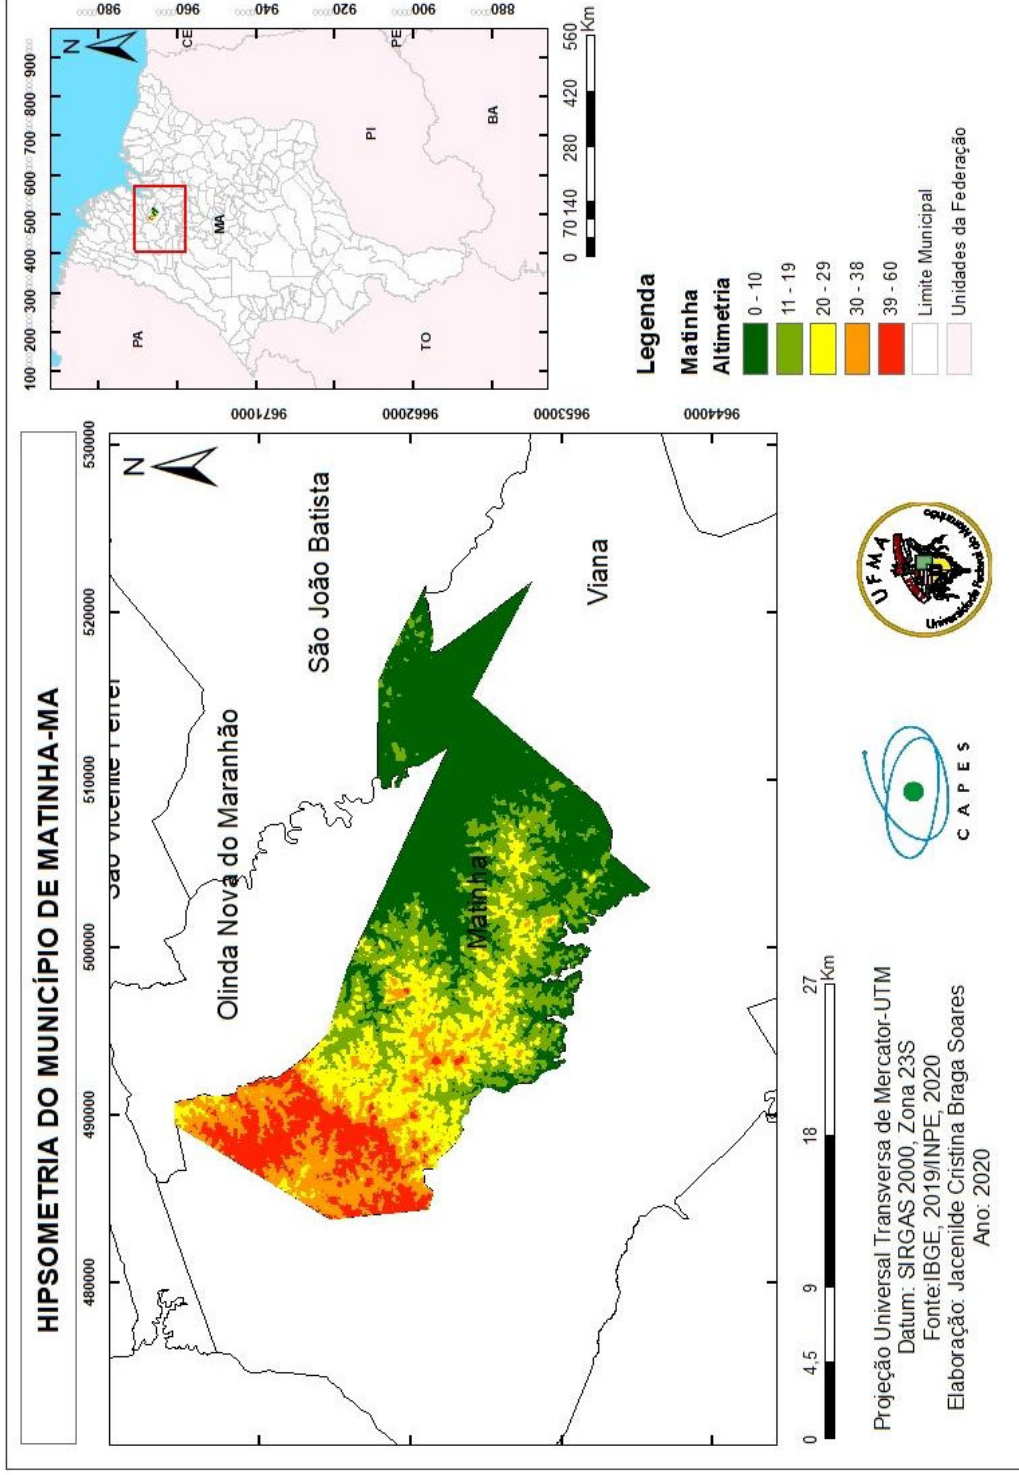 HIPSOMETRIA DO MUNICÍPIO DE MATINHA-MA
480000 490000 500000 510000 520000 530000
9671000
9662000
9653000
9644000
N
São Vicente Ferrer
Olinda Nova do Maranhão
São João Batista
Matinha
Viana
0 4,5 9 18 27 Km
Projeção Universal Transversa de Mercator-UTM
Datum: SIRGAS 2000, Zona 23S
Fonte:IBGE, 2019/INPE, 2020
Elaboração: Jacenilde Cristina Braga Soares
Ano: 2020
CAPES
UFMA
Universidade Federal do Maranhão
100 200 300 400 500 600 700 800 900
980
960
940
920
900
880
N
PA
MA
CE
PI
PE
TO
BA
0 70 140 280 420 560 Km
Legenda
Matinha
Altimetria
0 - 10
11 - 19
20 - 29
30 - 38
39 - 60
Limite Municipal
Unidades da Federação